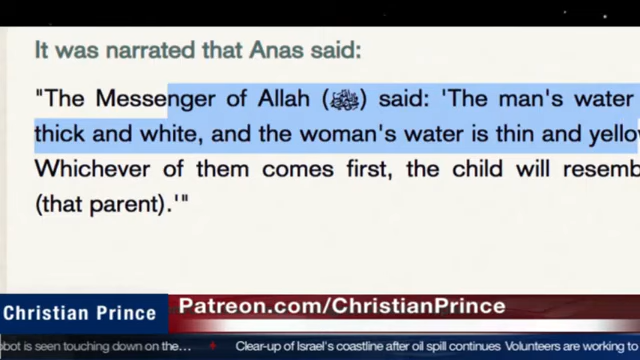 It was narrated that Anas said:
"The Messenger of Allah (ﷺ) said: 'The man's water
thick and white, and the woman's water is thin and yello
Whichever of them comes first, the child will resemb
(that parent).'"
Christian Prince
Patreon.com/ChristianPrince
obot is seen touching down on the... Clear-up of Israel's coastline after oil spill continues Volunteers are working to